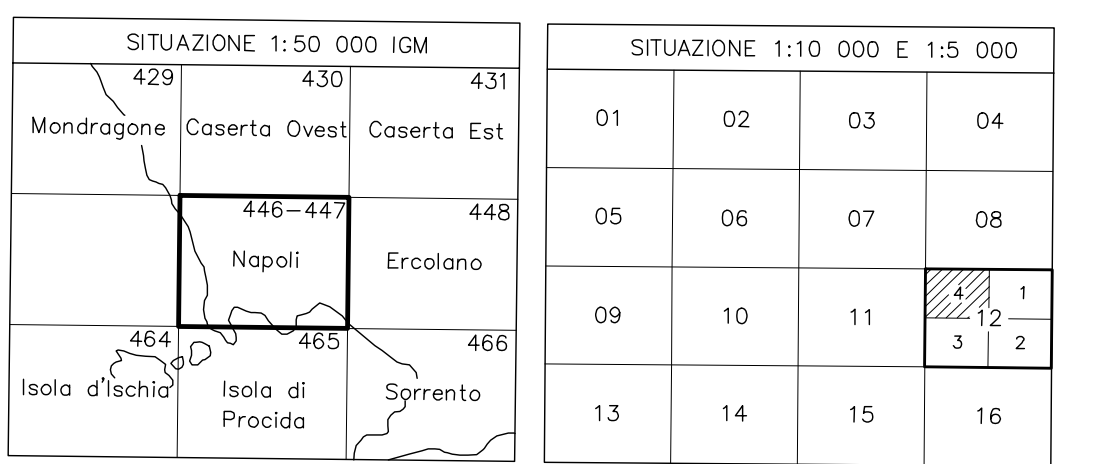 SITUAZIONE 1:50 000 IGM
429
430
431
Mondragone
Caserta Ovest
Caserta Est
446-447
448
Napoli
Ercolano
464
465
466
Isola d'Ischia
Isola di
Procida
Sorrento
SITUAZIONE 1:10 000 E 1:5 000
01
02
03
04
05
06
07
08
09
10
11
4
1
12
3
2
13
14
15
16